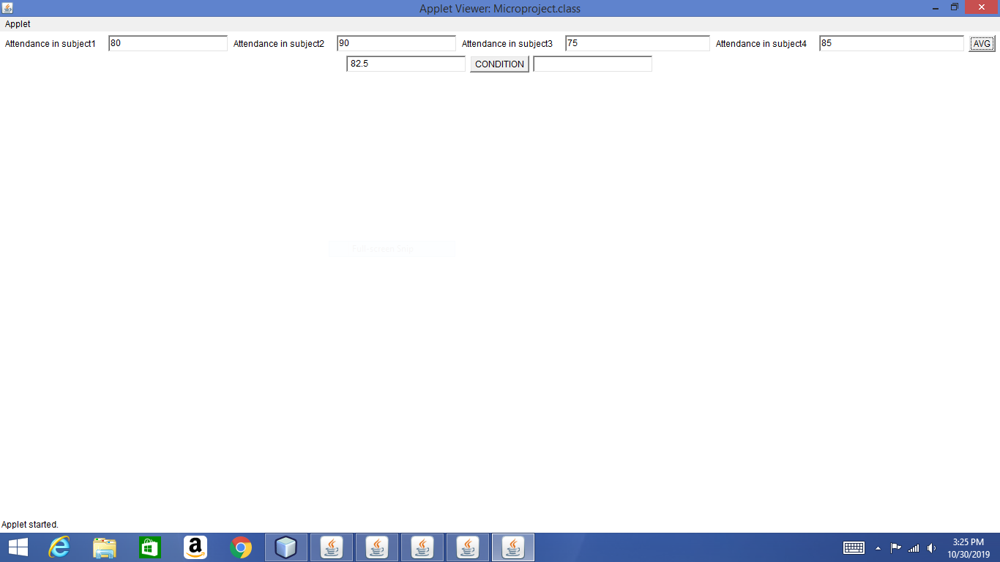 Applet Viewer: Microproject.class
Applet
Attendance in subject1 80 Attendance in subject2 90 Attendance in subject3 75 Attendance in subject4 85 AVG
82.5 CONDITION
Full-screen Snip
Applet started.
a
3:25 PM
10/30/2019